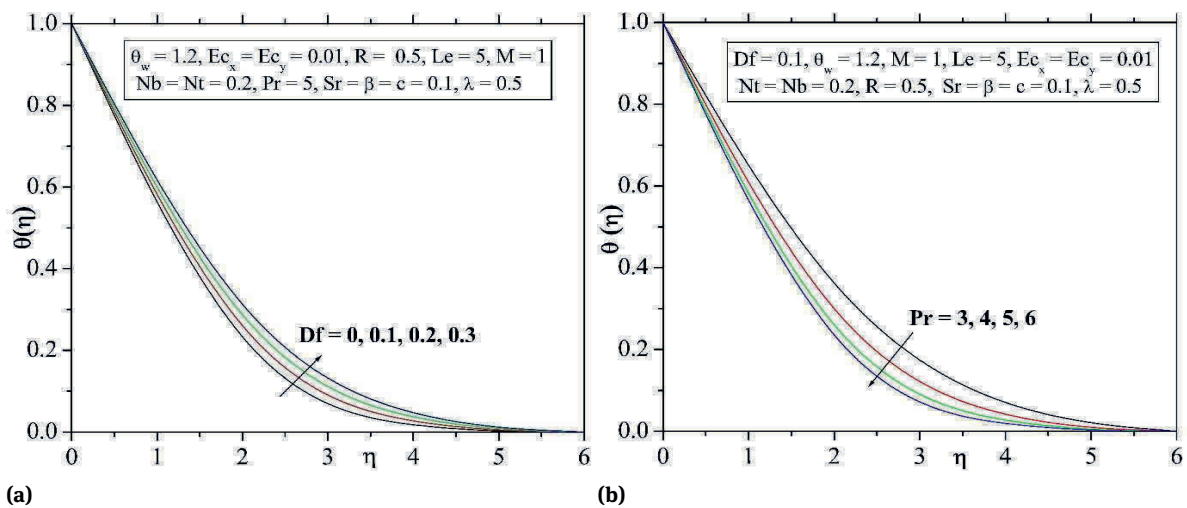 1.0
θw = 1.2, Ecx = Ecy = 0.01, R = 0.5, Le = 5, M = 1
Nb = Nt = 0.2, Pr = 5, Sr = β = c = 0.1, λ = 0.5
0.8
0.6
θ(η)
0.4
Df = 0, 0.1, 0.2, 0.3
0.2
0.0
0 1 2 3 η 4 5 6
(a)
1.0
Df = 0.1, θw = 1.2, M = 1, Le = 5, Ecx = Ecy = 0.01
Nt = Nb = 0.2, R = 0.5, Sr = β = c = 0.1, λ = 0.5
0.8
0.6
θ (η)
0.4
Pr = 3, 4, 5, 6
0.2
0.0
0 1 2 3 η 4 5 6
(b)